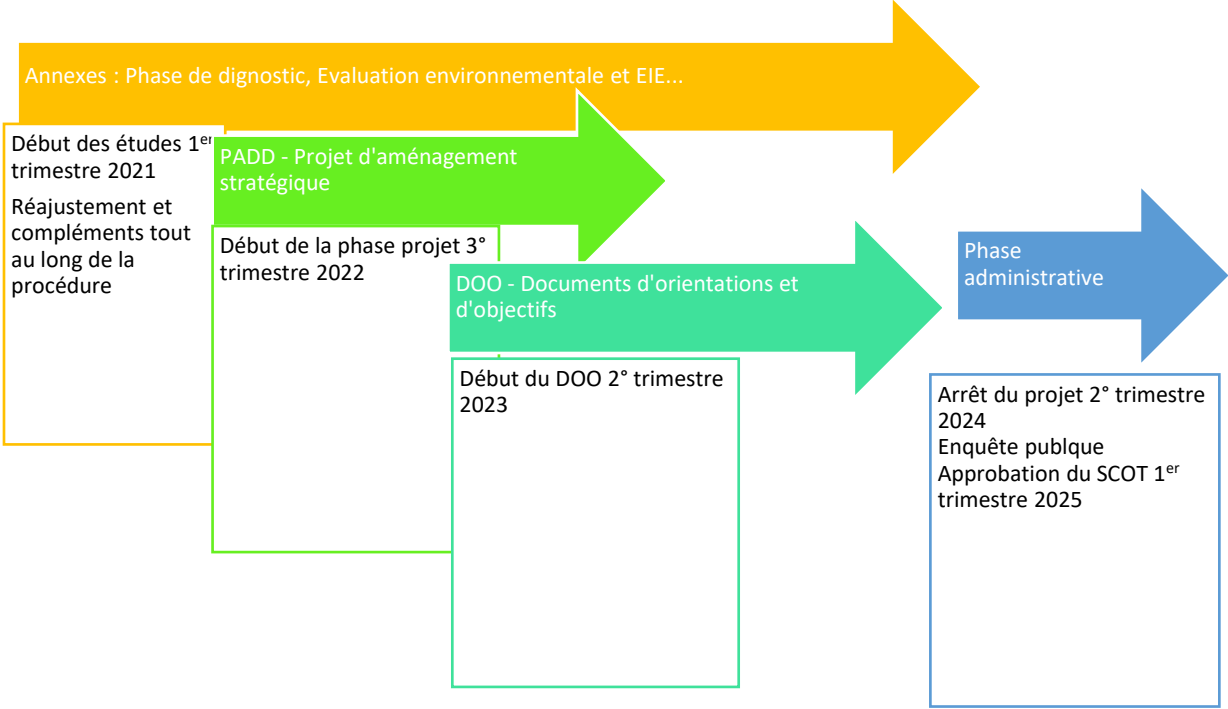 Annexes : Phase de dignostic, Evaluation environnementale et EIE...
Début des études 1er
trimestre 2021
Réajustement et
compléments tout
au long de la
procédure
PADD - Projet d'aménagement
stratégique
Début de la phase projet 3°
trimestre 2022
DOO - Documents d'orientations et
d'objectifs
Début du DOO 2° trimestre
2023
Phase
administrative
Arrêt du projet 2° trimestre
2024
Enquête publque
Approbation du SCOT 1er
trimestre 2025